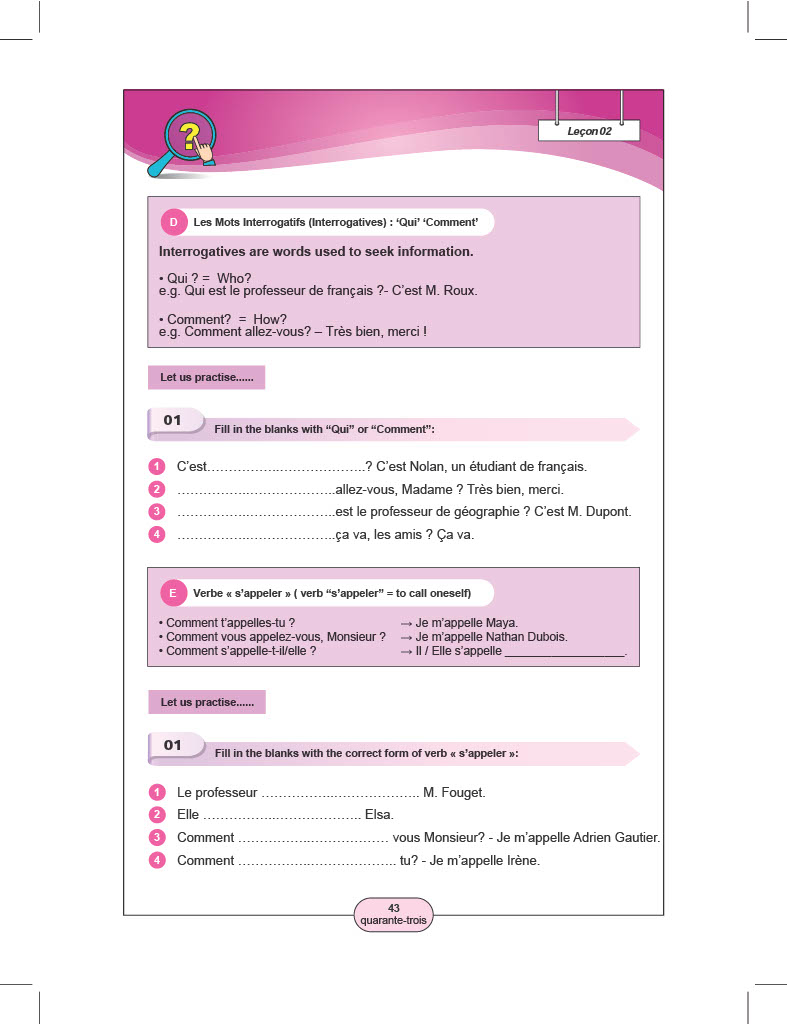 ?
Leçon 02
D Les Mots Interrogatifs (Interrogatives) : ‘Qui’ ‘Comment’
Interrogatives are words used to seek information.
• Qui ? = Who?
e.g. Qui est le professeur de français ?- C’est M. Roux.
• Comment? = How?
e.g. Comment allez-vous? – Très bien, merci !
Let us practise......
01
Fill in the blanks with “Qui” or “Comment”:
1 C’est……………..………………..? C’est Nolan, un étudiant de français.
2 ……………..………………..allez-vous, Madame ? Très bien, merci.
3 ……………..………………..est le professeur de géographie ? C’est M. Dupont.
4 ……………..………………..ça va, les amis ? Ça va.
E Verbe « s’appeler » ( verb “s’appeler” = to call oneself)
• Comment t’appelles-tu ? → Je m’appelle Maya.
• Comment vous appelez-vous, Monsieur ? → Je m’appelle Nathan Dubois.
• Comment s’appelle-t-il/elle ? → Il / Elle s’appelle __________________.
Let us practise......
01
Fill in the blanks with the correct form of verb « s’appeler »:
1 Le professeur ……………..……………….. M. Fouget.
2 Elle ……………..……………….. Elsa.
3 Comment ……………..……………… vous Monsieur? - Je m’appelle Adrien Gautier.
4 Comment ……………..……………….. tu? - Je m’appelle Irène.
43
quarante-trois